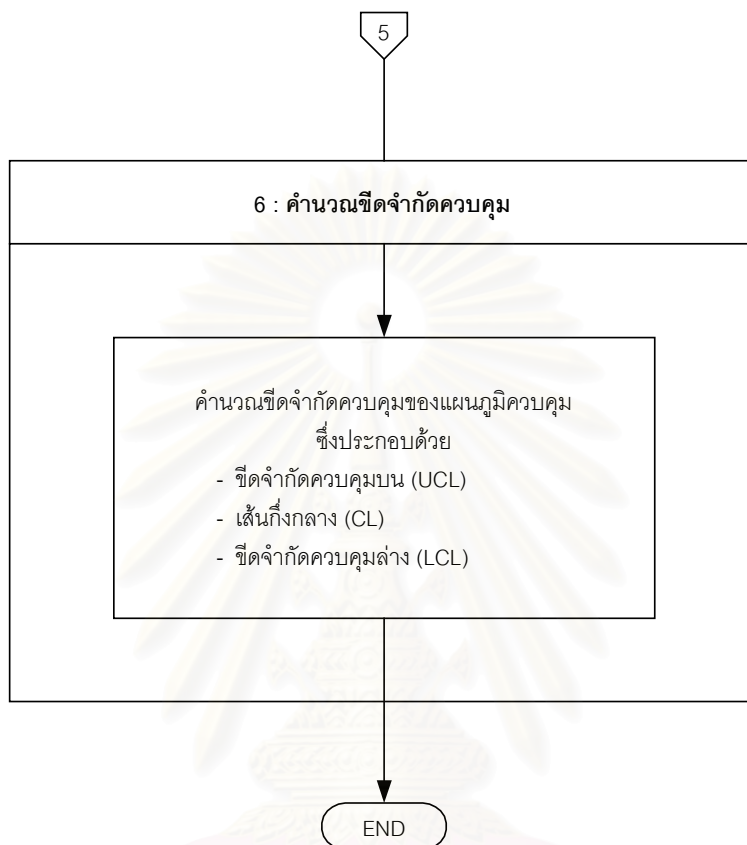 5
6 : คำนวณขีดจำกัดควบคุม
คำนวณขีดจำกัดควบคุมของแผนภูมิควบคุม
ซึ่งประกอบด้วย
- ขีดจำกัดควบคุมบน (UCL)
- เส้นกึ่งกลาง (CL)
- ขีดจำกัดควบคุมล่าง (LCL)
END